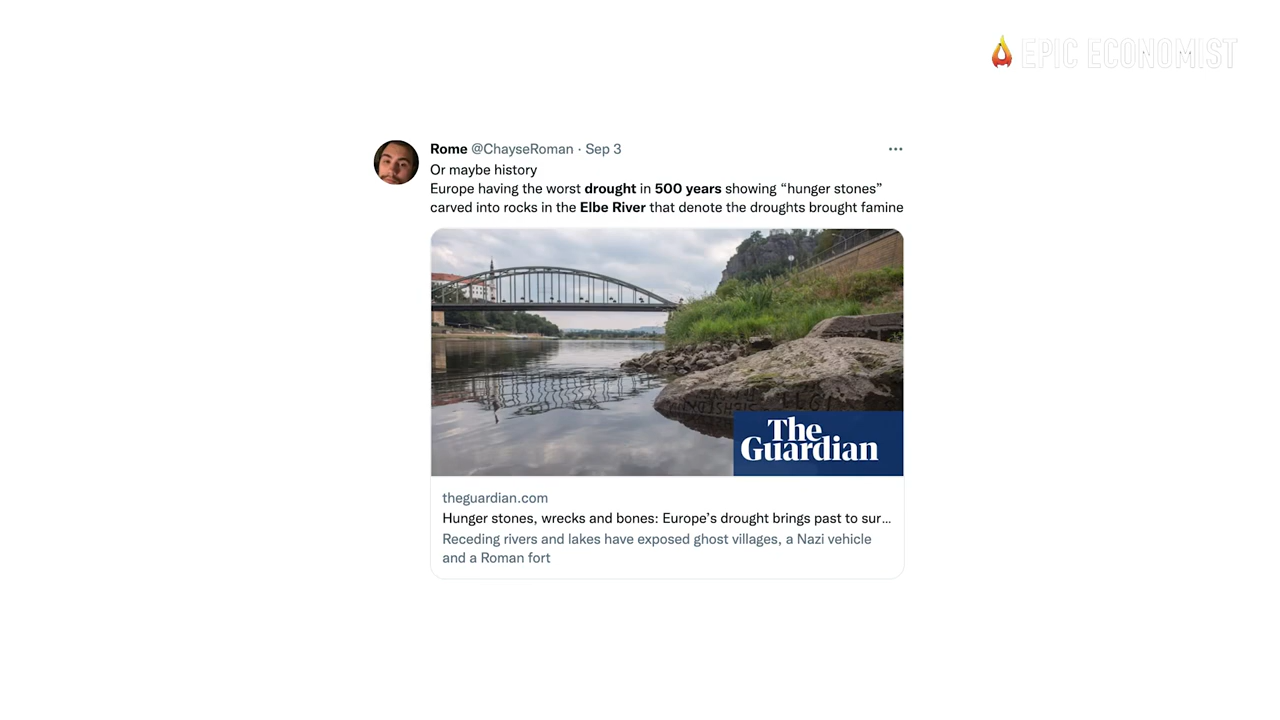 EPIC ECONOMIST
Rome @ChayseRoman · Sep 3
Or maybe history
Europe having the worst drought in 500 years showing “hunger stones”
carved into rocks in the Elbe River that denote the droughts brought famine
The
Guardian
theguardian.com
Hunger stones, wrecks and bones: Europe’s drought brings past to sur...
Receding rivers and lakes have exposed ghost villages, a Nazi vehicle
and a Roman fort